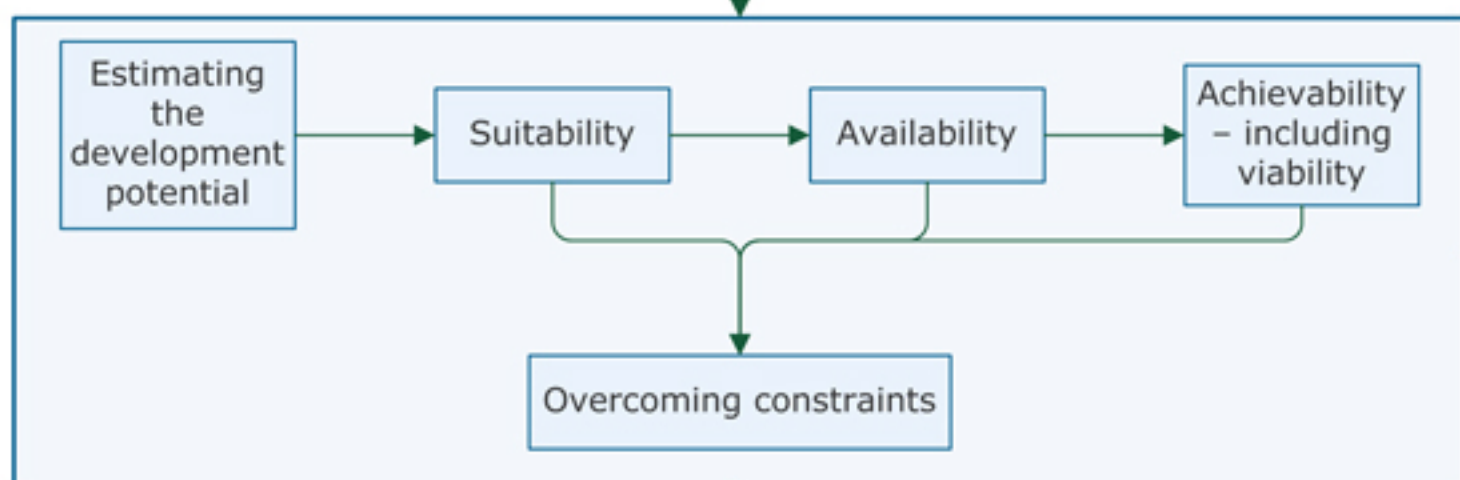 Estimating
the
development
potential
Suitability
Availability
Achievability
– including
viability
Overcoming constraints